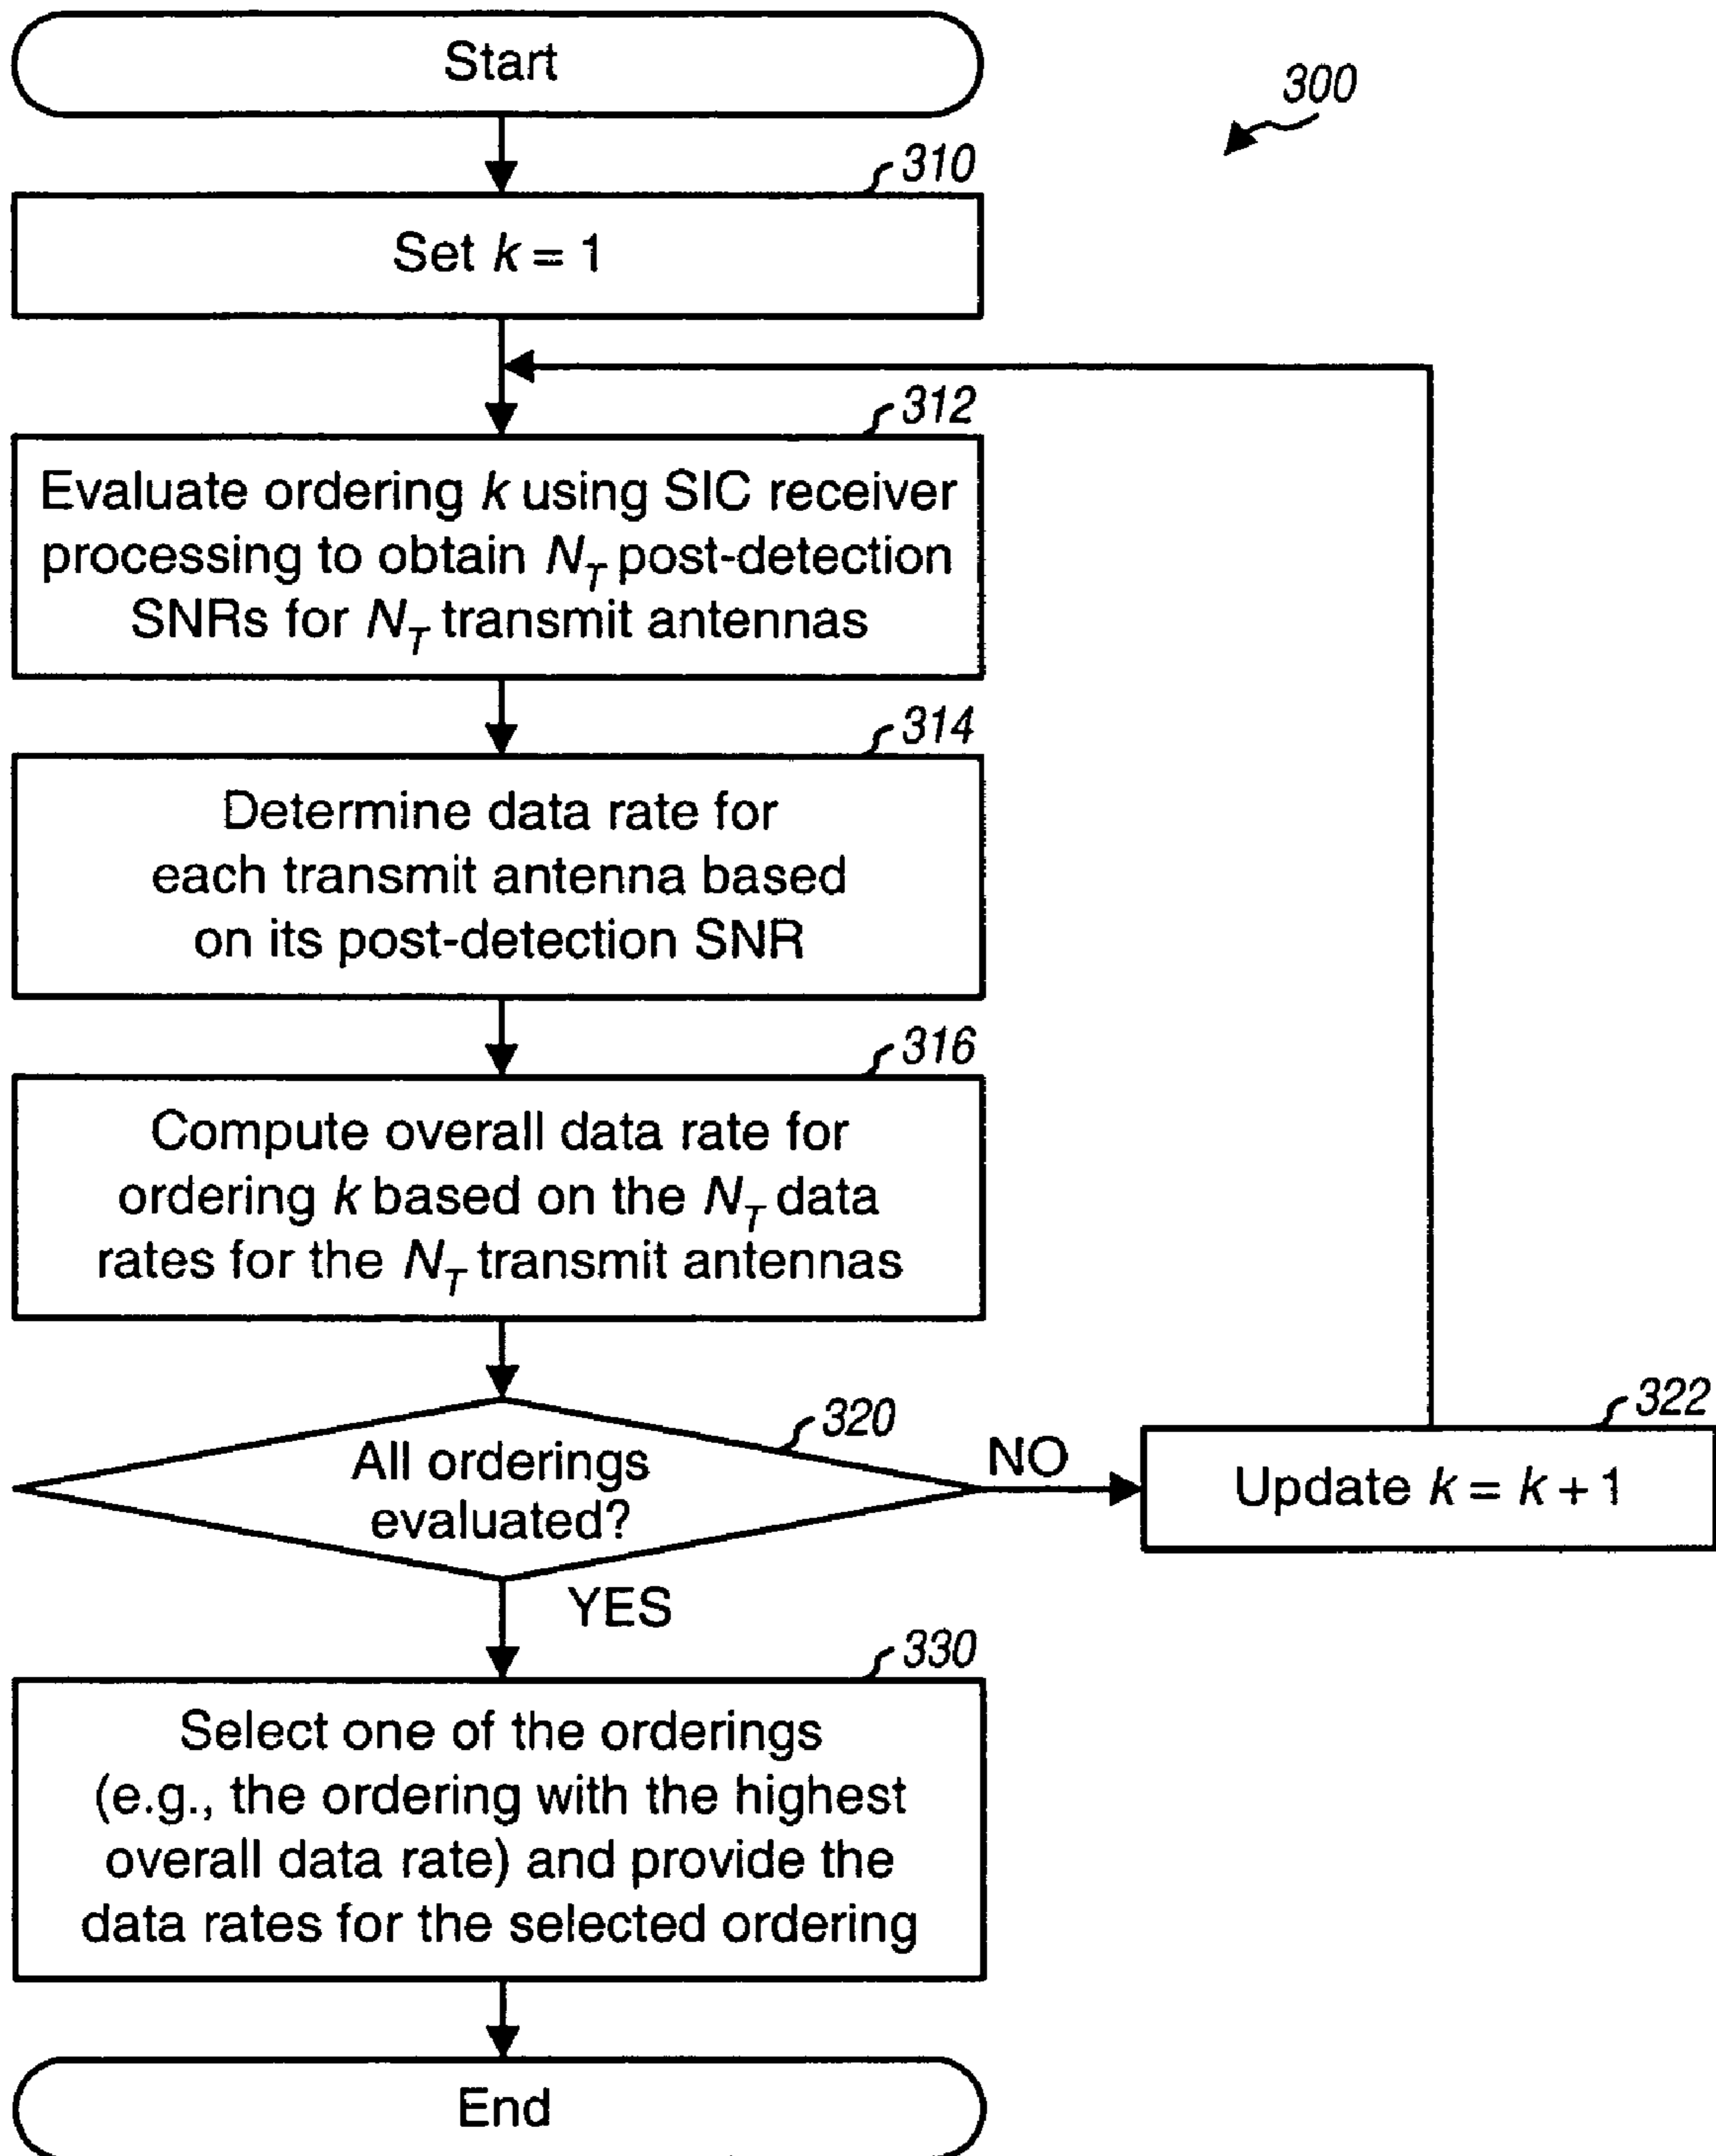 Start
300
310
Set k = 1
312
Evaluate ordering k using SIC receiver
processing to obtain N_T post-detection
SNRs for N_T transmit antennas
314
Determine data rate for
each transmit antenna based
on its post-detection SNR
316
Compute overall data rate for
ordering k based on the N_T data
rates for the N_T transmit antennas
320
All orderings
evaluated?
NO
322
Update k = k + 1
YES
330
Select one of the orderings
(e.g., the ordering with the highest
overall data rate) and provide the
data rates for the selected ordering
End